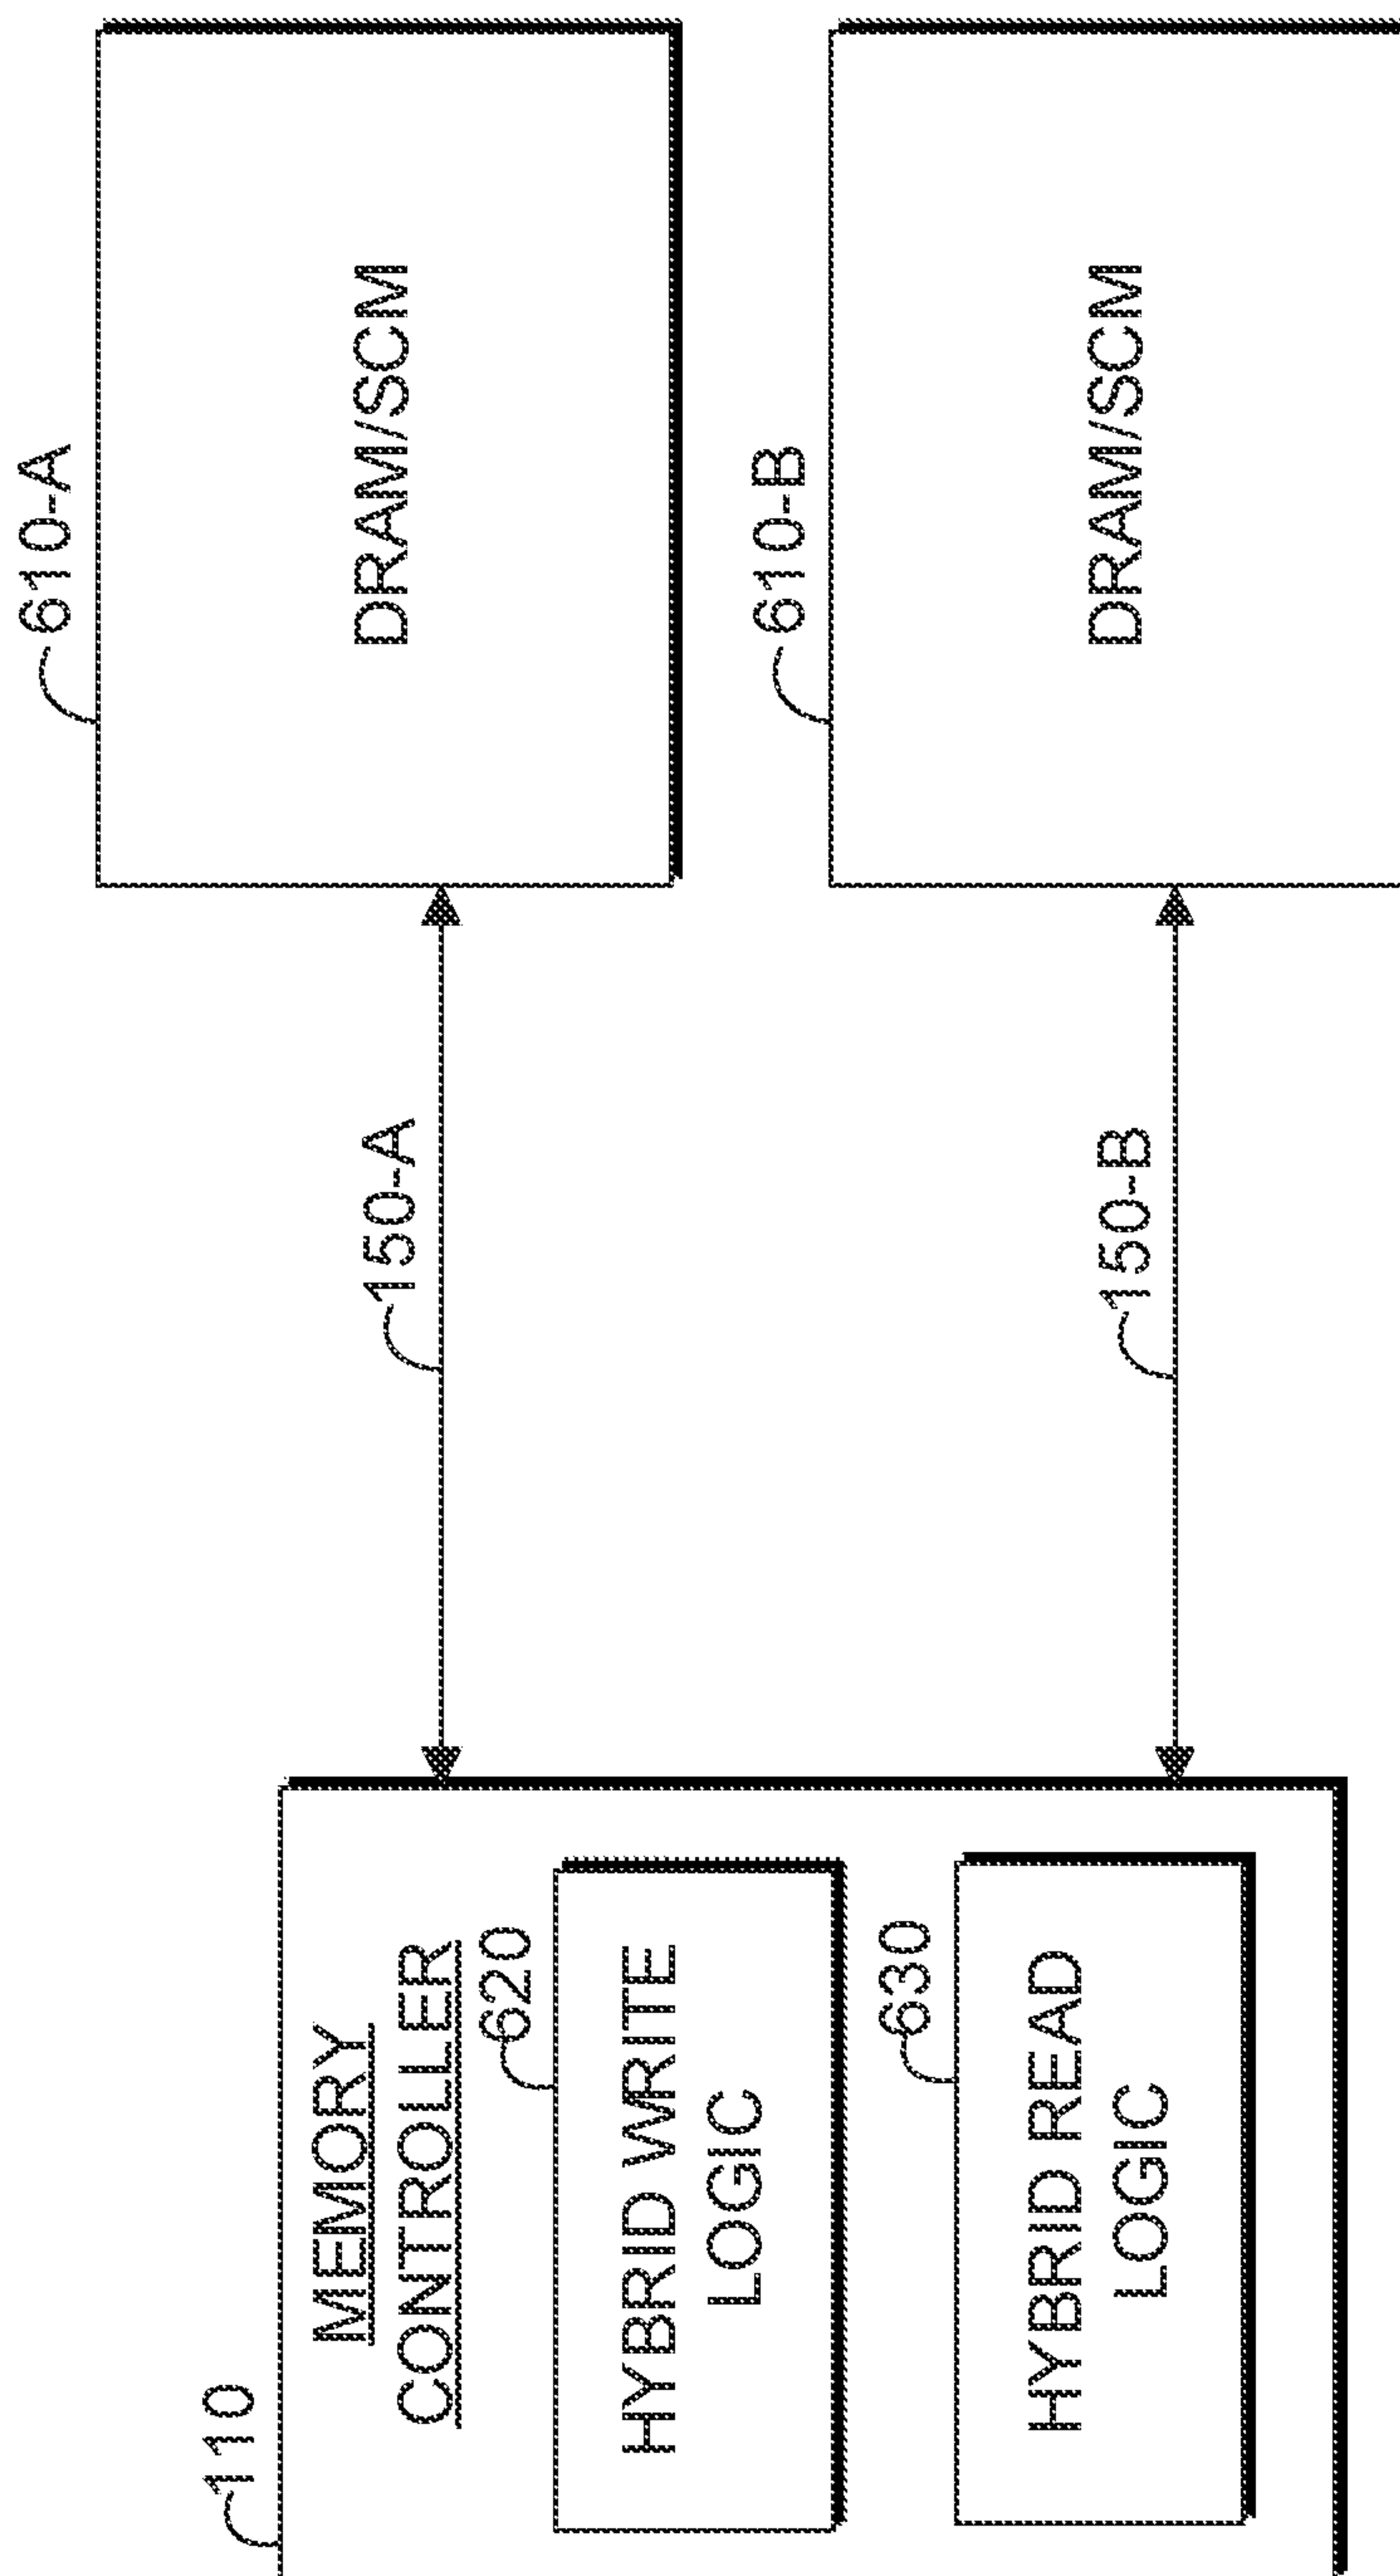 110
MEMORY
CONTROLLER
620
HYBRID WRITE
LOGIC
630
HYBRID READ
LOGIC
150-A
150-B
610-A
DRAM/SCM
610-B
DRAM/SCM